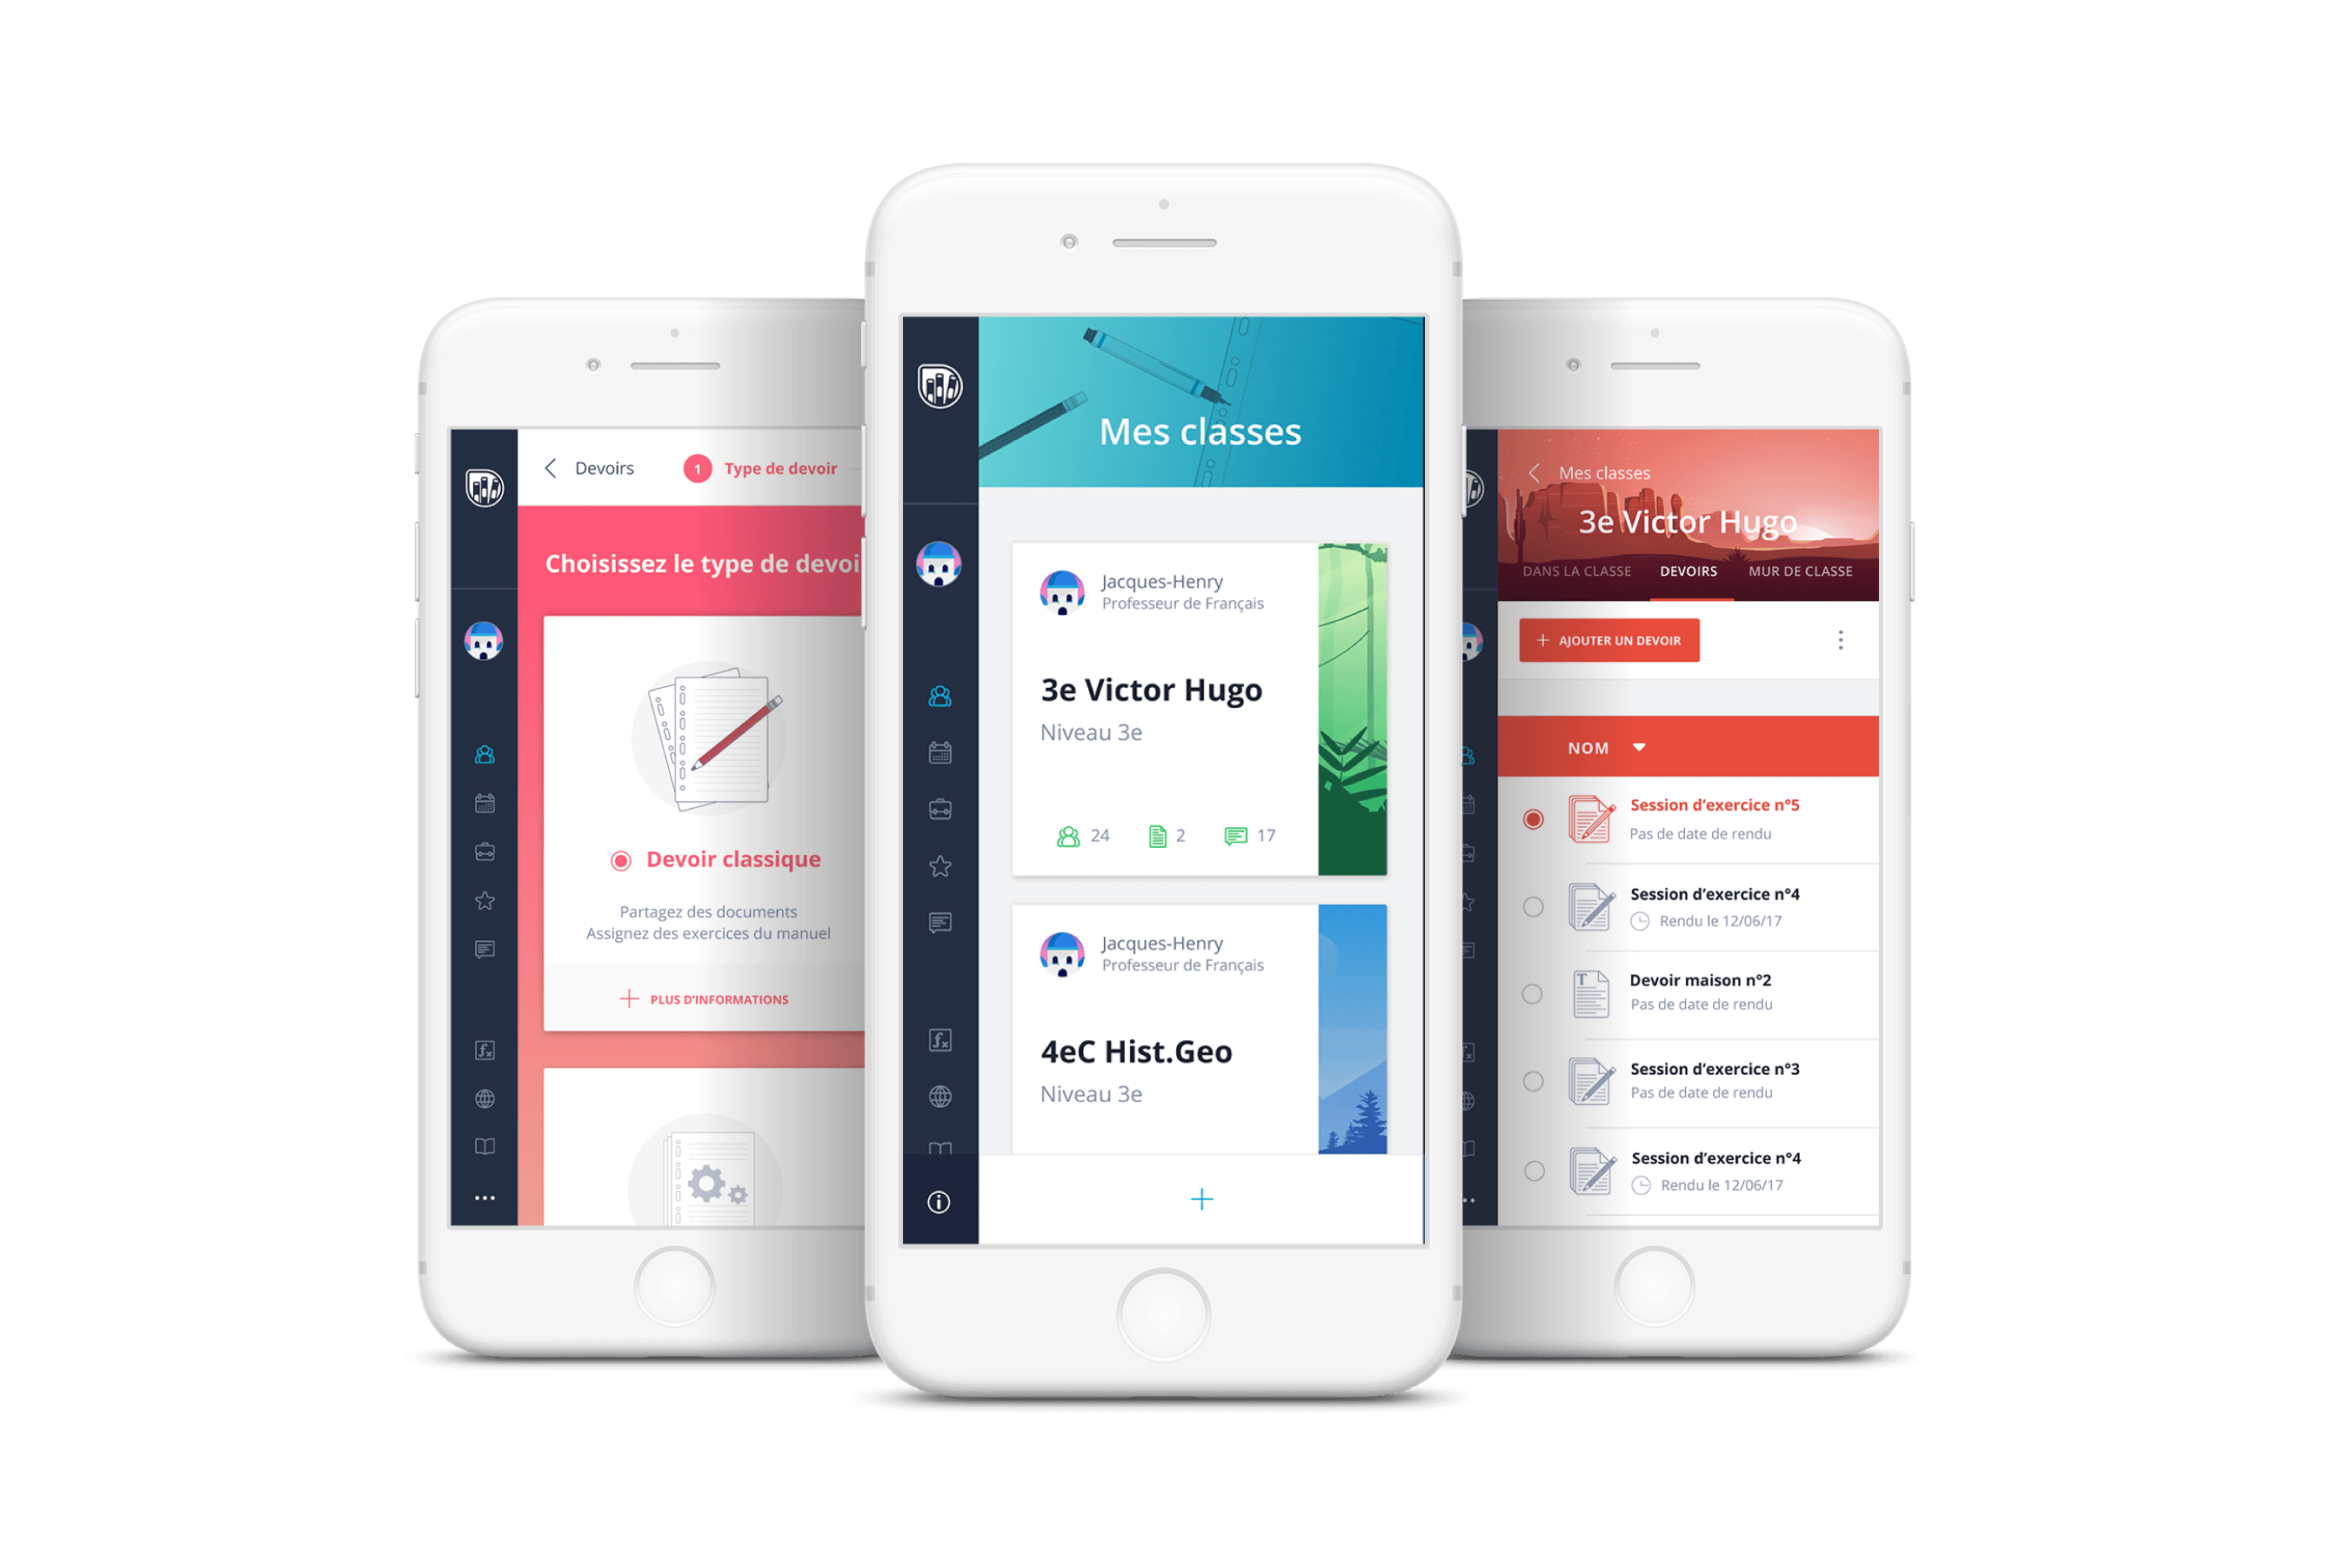 Devoirs
1
Type de devoir
Choisissez le type de devoi
Devoir classique
Partagez des documents
Assignez des exercices du manuel
PLUS D'INFORMATIONS
Mes classes
Jacques-Henry
Professeur de Français
3e Victor Hugo
Niveau 3e
24 2 17
Jacques-Henry
Professeur de Français
4eC Hist.Geo
Niveau 3e
Mes classes
3e Victor Hugo
DANS LA CLASSE DEVOIRS MUR DE CLASSE
+ AJOUTER UN DEVOIR
NOM
Session d’exercice n°5
Pas de date de rendu
Session d’exercice n°4
Rendu le 12/06/17
Devoir maison n°2
Pas de date de rendu
Session d’exercice n°3
Pas de date de rendu
Session d’exercice n°4
Rendu le 12/06/17